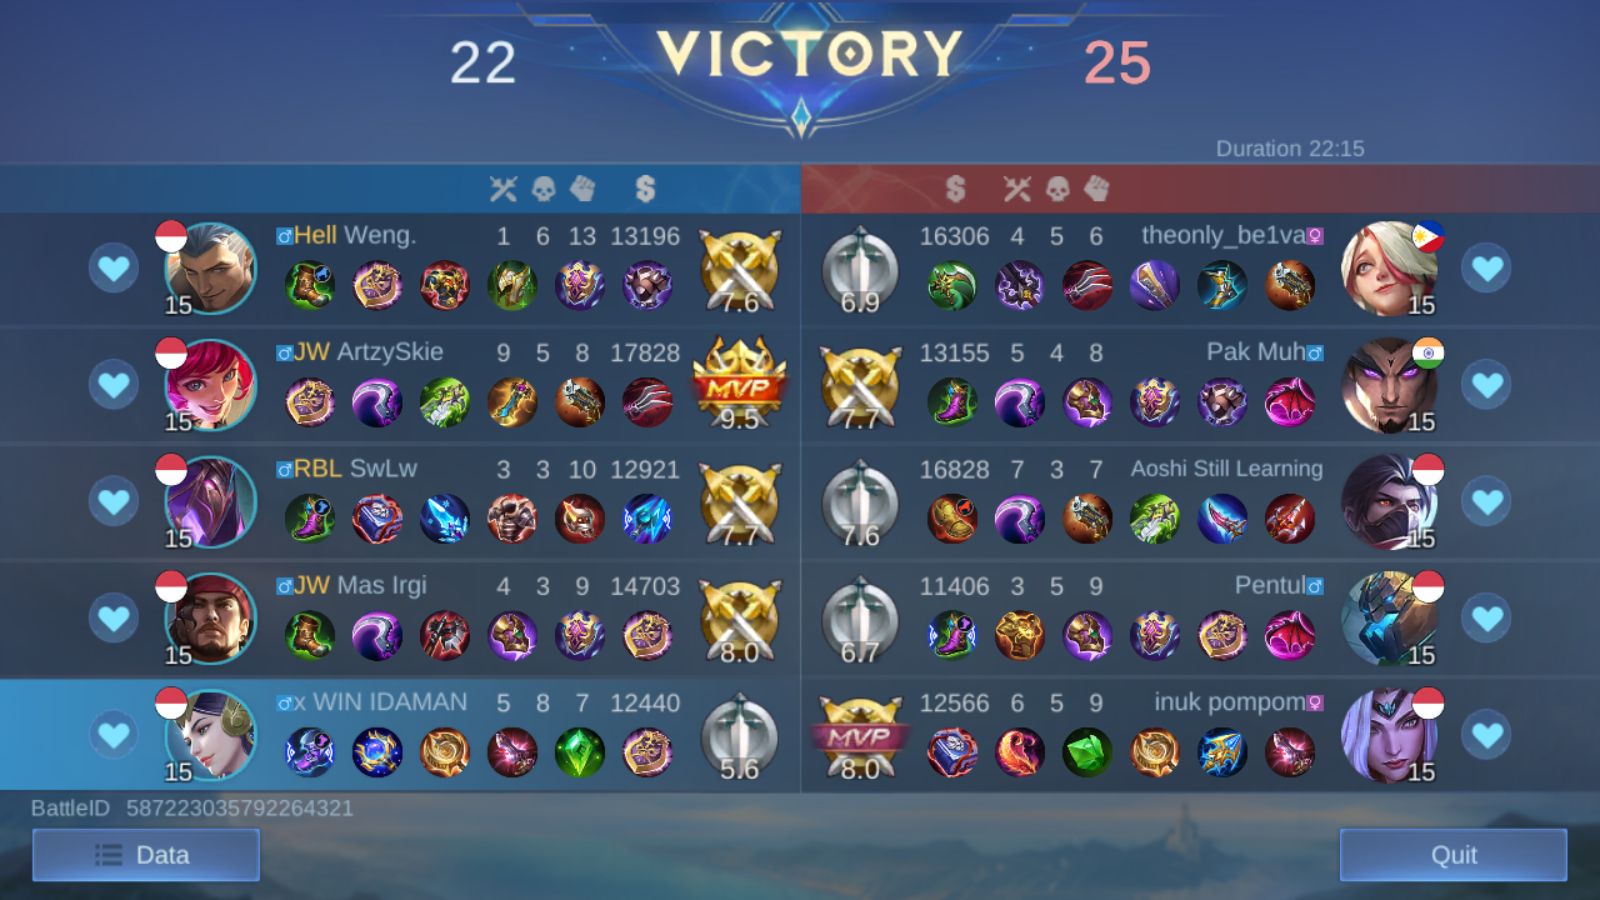 22 VICTORY 25
Duration 22:15
Hell Weng. 1 6 13 13196 7.6 15
6.9 16306 4 5 6 theonly_be1va 15
JW ArtzySkie 9 5 8 17828 MVP 9.5 15
7.7 13155 5 4 8 Pak Muh 15
RBL SwLw 3 3 10 12921 7.7 15
7.6 16828 7 3 7 Aoshi Still Learning 15
JW Mas Irgi 4 3 9 14703 8.0 15
6.7 11406 3 5 9 Pentul 15
x WIN IDAMAN 5 8 7 12440 5.6 15
MVP 8.0 12566 6 5 9 inuk pompom 15
BattleID 587223035792264321
Data
Quit